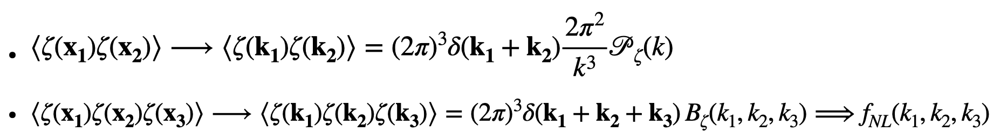 • ⟨ζ(𝐱₁)ζ(𝐱₂)⟩ ⟶ ⟨ζ(𝐤₁)ζ(𝐤₂)⟩ = (2π)³δ(𝐤₁ + 𝐤₂) 2π²/k³ 𝒫_ζ(k)
• ⟨ζ(𝐱₁)ζ(𝐱₂)ζ(𝐱₃)⟩ ⟶ ⟨ζ(𝐤₁)ζ(𝐤₂)ζ(𝐤₃)⟩ = (2π)³δ(𝐤₁ + 𝐤₂ + 𝐤₃) B_ζ(k₁, k₂, k₃) ⟹ f_NL(k₁, k₂, k₃)